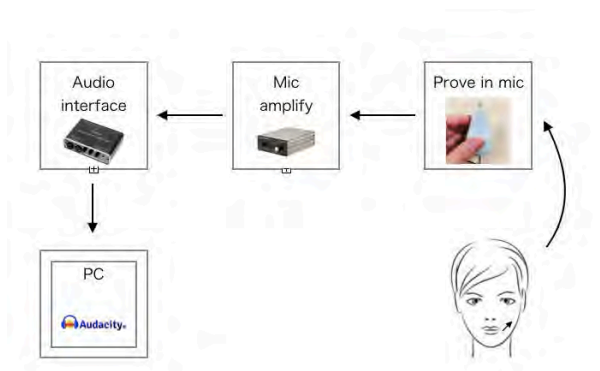 Audio
interface
Mic
amplify
Prove in mic
PC
Audacity